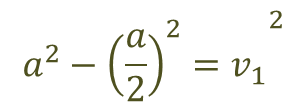 a² − (a/2)² = v₁²